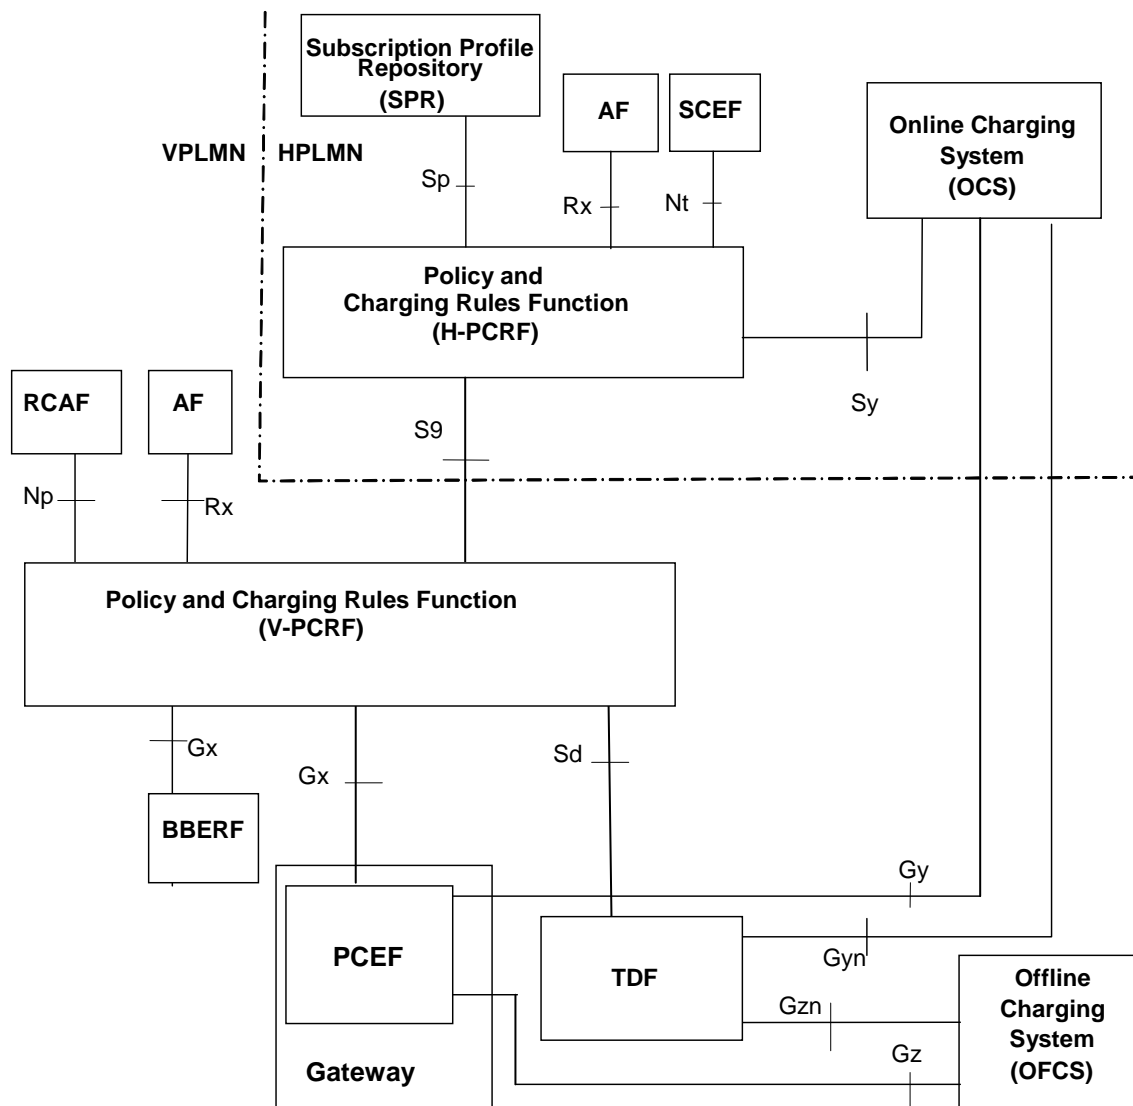 Subscription Profile
Repository
(SPR)
AF
SCEF
Online Charging
System
(OCS)
VPLMN
HPLMN
Sp
Rx
Nt
Policy and
Charging Rules Function
(H-PCRF)
Sy
RCAF
AF
S9
Np
Rx
Policy and Charging Rules Function
(V-PCRF)
Gx
Gx
Sd
BBERF
Gy
PCEF
TDF
Gyn
Offline
Charging
System
(OFCS)
Gzn
Gz
Gateway